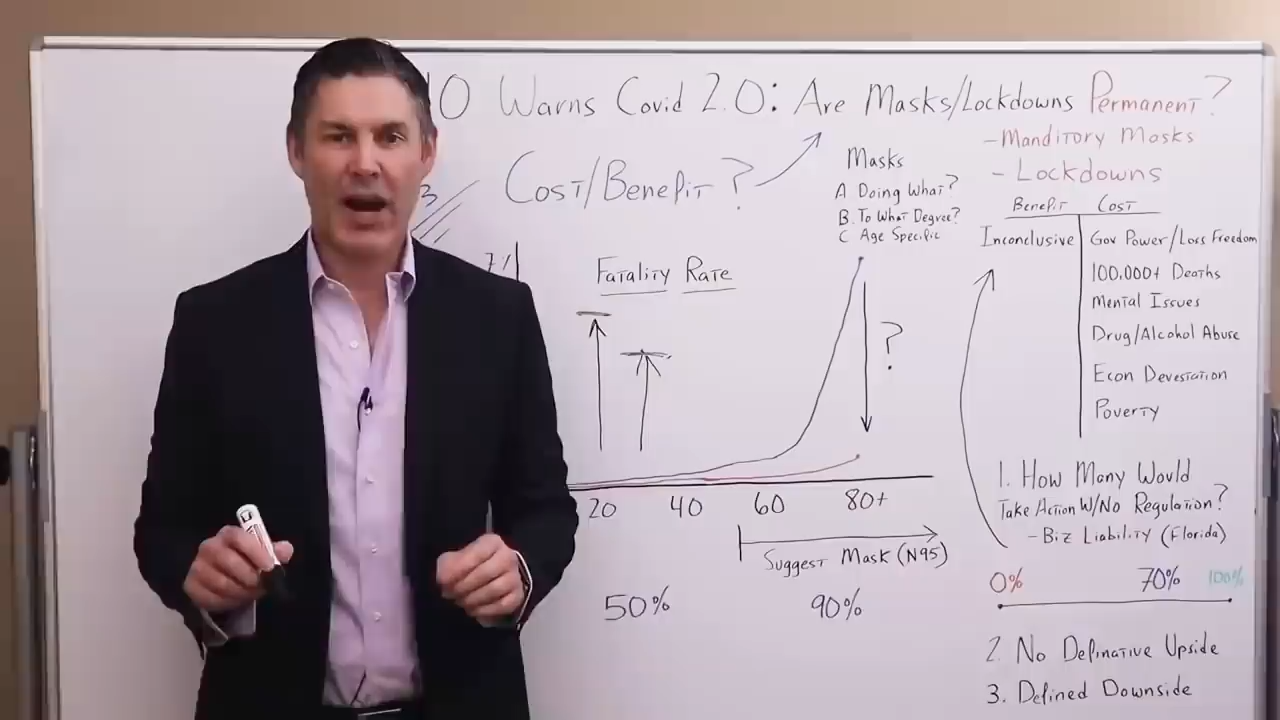 10 Warns Covid 2.0: Are Masks/Lockdowns Permanent?
- Manditory Masks
- Lockdowns
Cost/Benefit?
3
Masks
A Doing What?
B. To What Degree?
C Age Specific
Benefit Cost
Inconclusive Gov Power/Loss Freedom
100,000+ Deaths
Mental Issues
Drug/Alcohol Abuse
Econ Devestation
Poverty
7%
Fatality Rate
?
20 40 60 80+
Suggest Mask (N95)
50% 90%
1. How Many Would
Take Action W/No Regulation?
- Biz Liability (Florida)
0% 70% 100%
2. No Definative Upside
3. Defined Downside